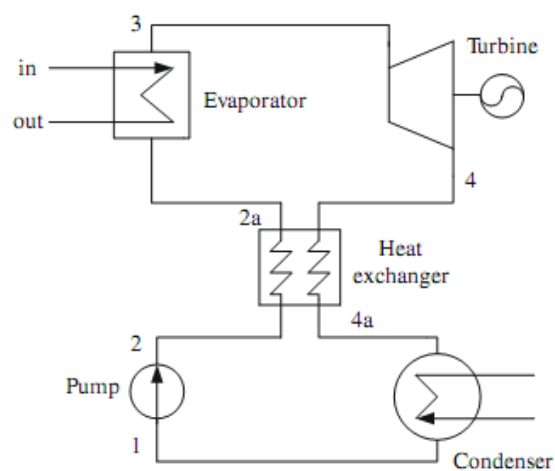 3
Turbine
in
Evaporator
out
4
2a
Heat
exchanger
4a
2
Pump
1
Condenser